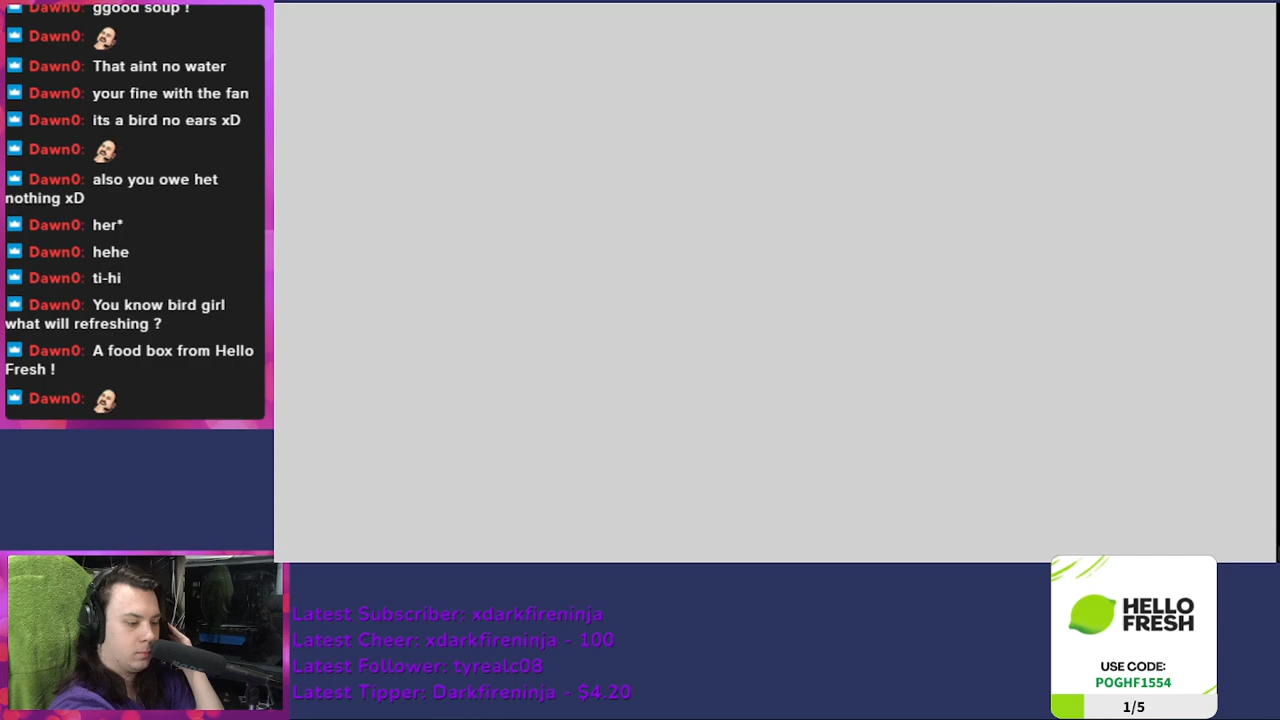 Dawn0: ggood soup !
Dawn0:
Dawn0: That aint no water
Dawn0: your fine with the fan
Dawn0: its a bird no ears xD
Dawn0:
Dawn0: also you owe het
nothing xD
Dawn0: her*
Dawn0: hehe
Dawn0: ti-hi
Dawn0: You know bird girl
what will refreshing ?
Dawn0: A food box from Hello
Fresh !
Dawn0:
Latest Subscriber: xdarkfireninja
Latest Cheer: xdarkfireninja - 100
Latest Follower: tyrealc08
Latest Tipper: Darkfireninja - $4.20
HELLO
FRESH
USE CODE:
POGHF1554
1/5